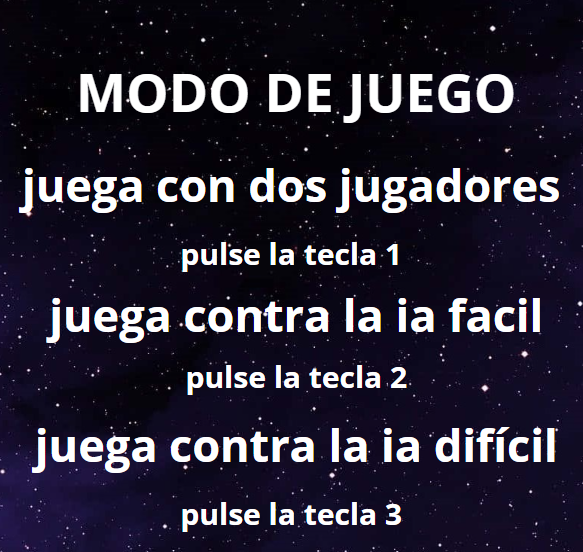 MODO DE JUEGO
juega con dos jugadores
pulse la tecla 1
juega contra la ia facil
pulse la tecla 2
juega contra la ia difícil
pulse la tecla 3